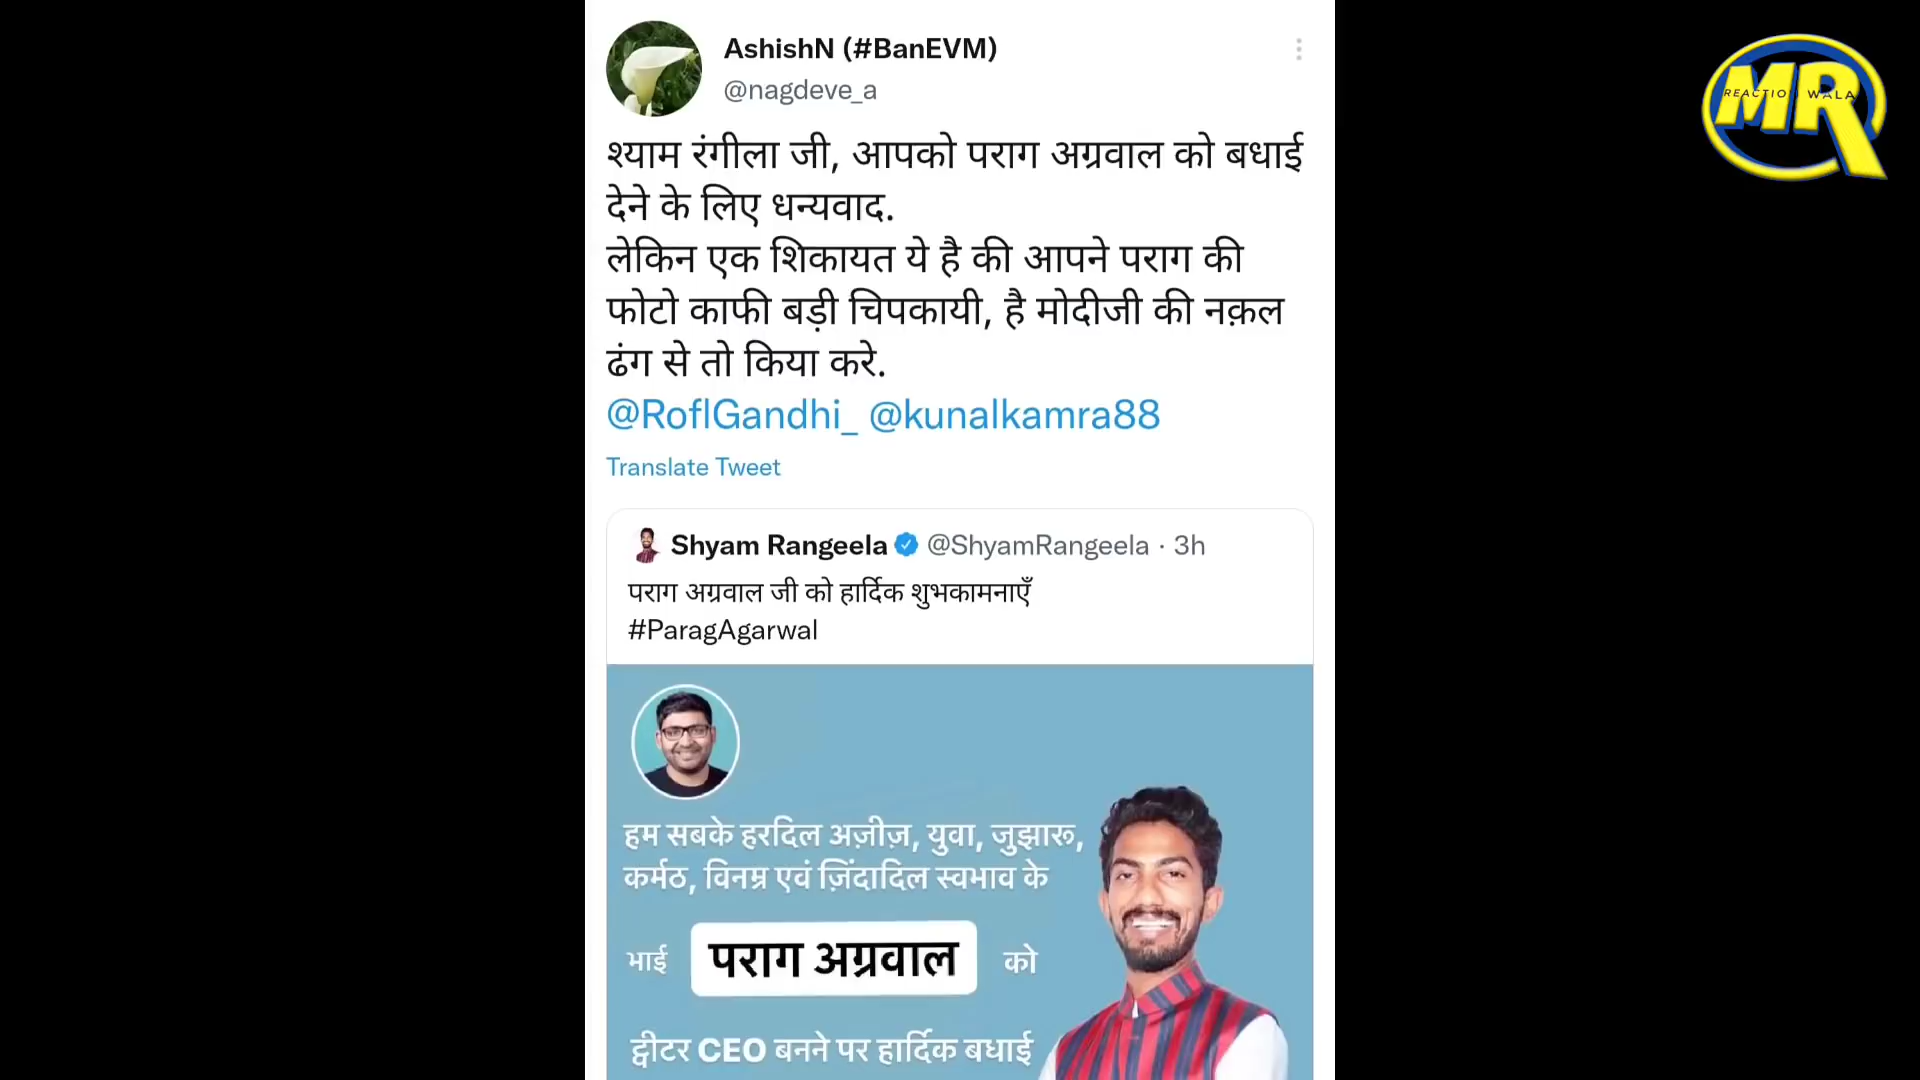 AshishN (#BanEVM)
@nagdeve_a
श्याम रंगीला जी, आपको पराग अग्रवाल को बधाई
देने के लिए धन्यवाद.
लेकिन एक शिकायत ये है की आपने पराग की
फोटो काफी बड़ी चिपकायी, है मोदीजी की नक़ल
ढंग से तो किया करे.
@RoflGandhi_ @kunalkamra88
Translate Tweet
Shyam Rangeela @ShyamRangeela · 3h
पराग अग्रवाल जी को हार्दिक शुभकामनाएँ
#ParagAgarwal
हम सबके हरदिल अज़ीज़, युवा, जुझारू,
कर्मठ, विनम्र एवं ज़िंदादिल स्वभाव के
भाई पराग अग्रवाल को
ट्वीटर CEO बनने पर हार्दिक बधाई
MR
REACTION WALA